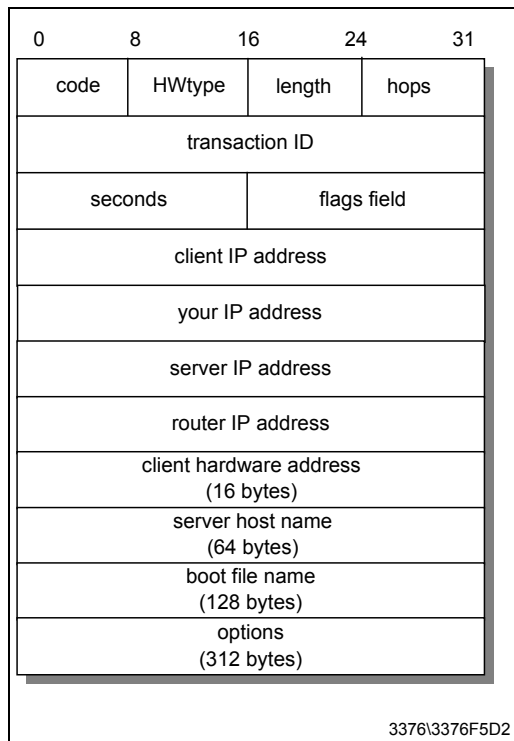 0 8 16 24 31
code HWtype length hops
transaction ID
seconds flags field
client IP address
your IP address
server IP address
router IP address
client hardware address
(16 bytes)
server host name
(64 bytes)
boot file name
(128 bytes)
options
(312 bytes)
3376\3376F5D2